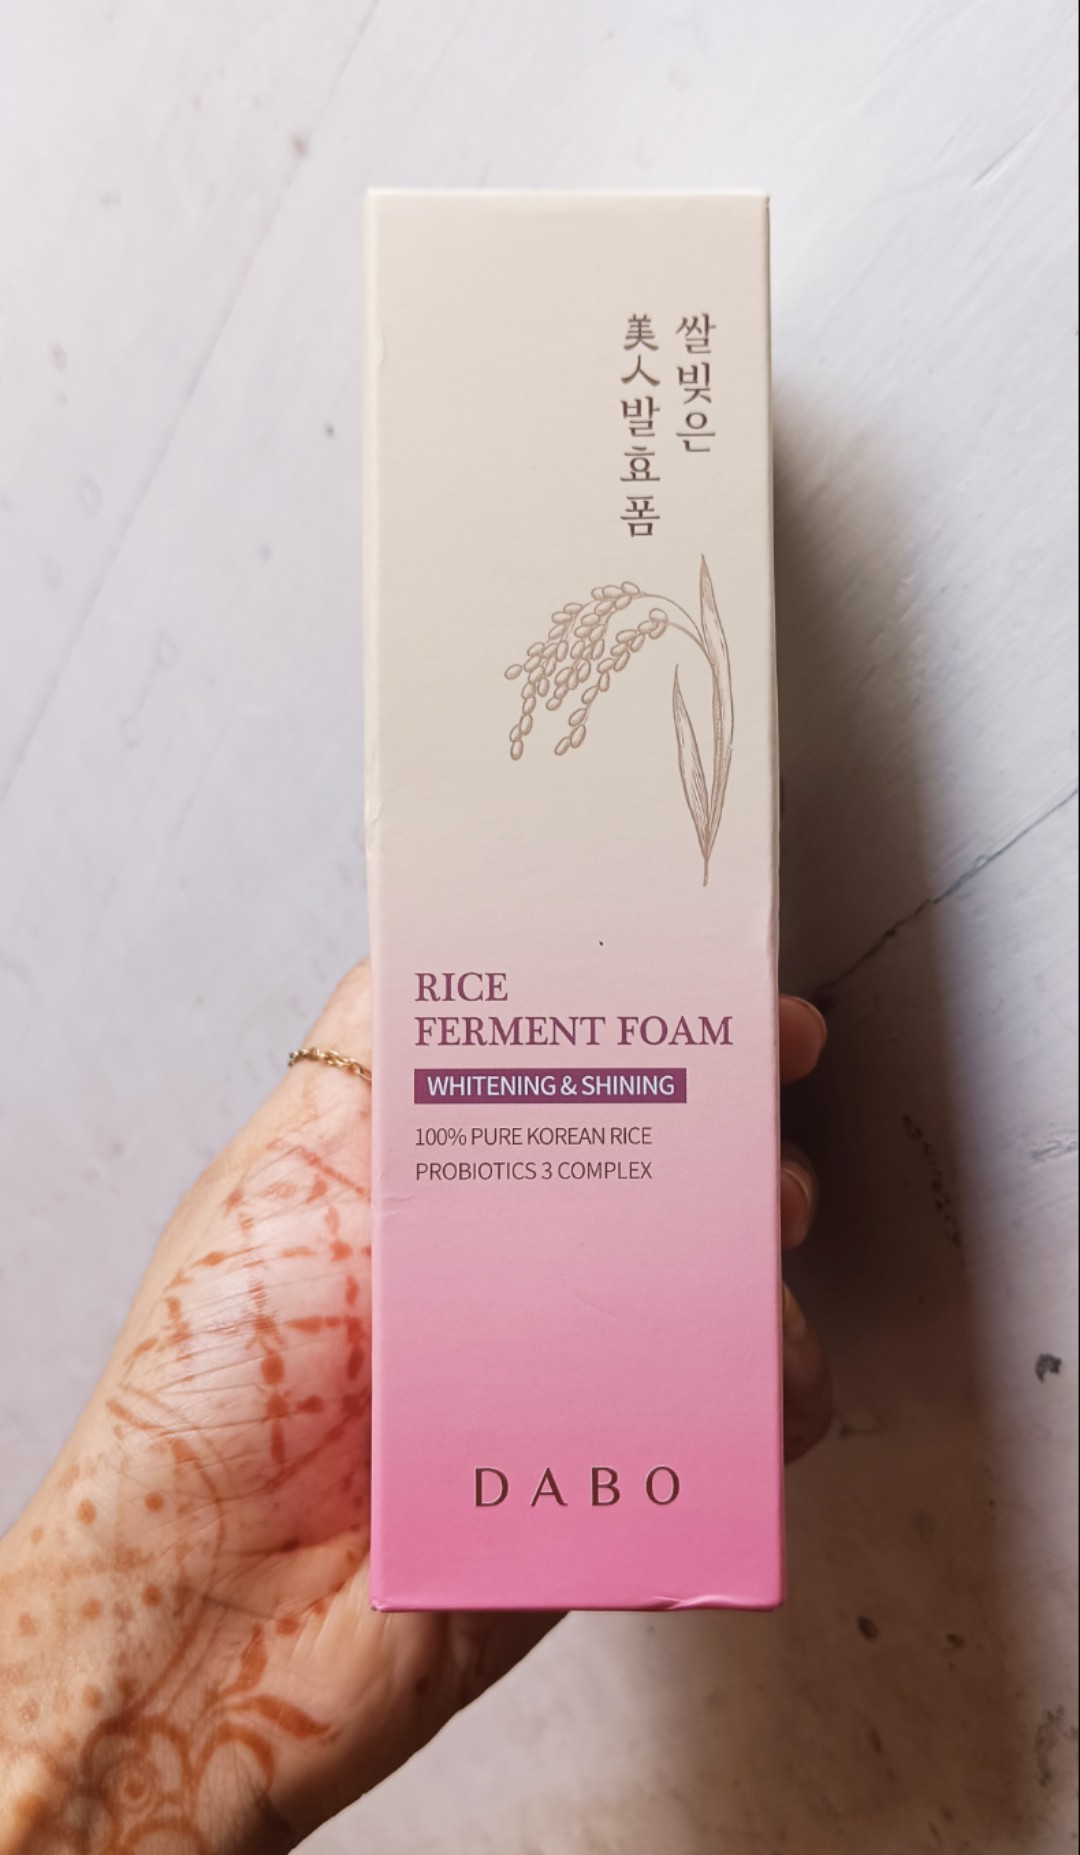 쌀빚은
美人발효폼
RICE
FERMENT FOAM
WHITENING & SHINING
100% PURE KOREAN RICE
PROBIOTICS 3 COMPLEX
DABO